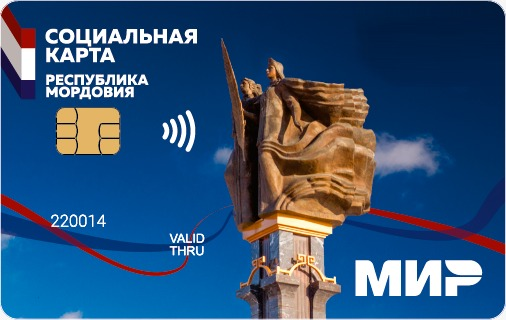 СОЦИАЛЬНАЯ
КАРТА
РЕСПУБЛИКА
МОРДОВИЯ
220014
VALID
THRU
МИР